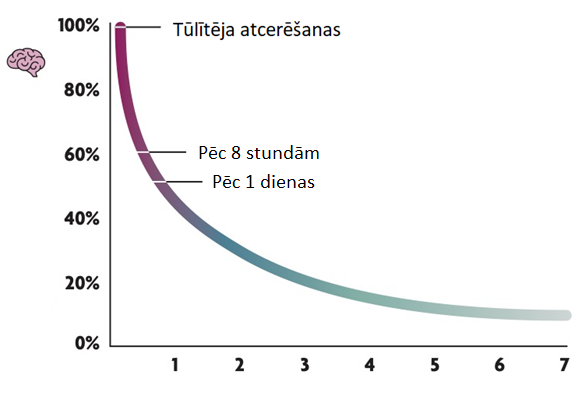 100%
Tūlītēja atcerēšanas
80%
60%
Pēc 8 stundām
Pēc 1 dienas
40%
20%
0%
1 2 3 4 5 6 7